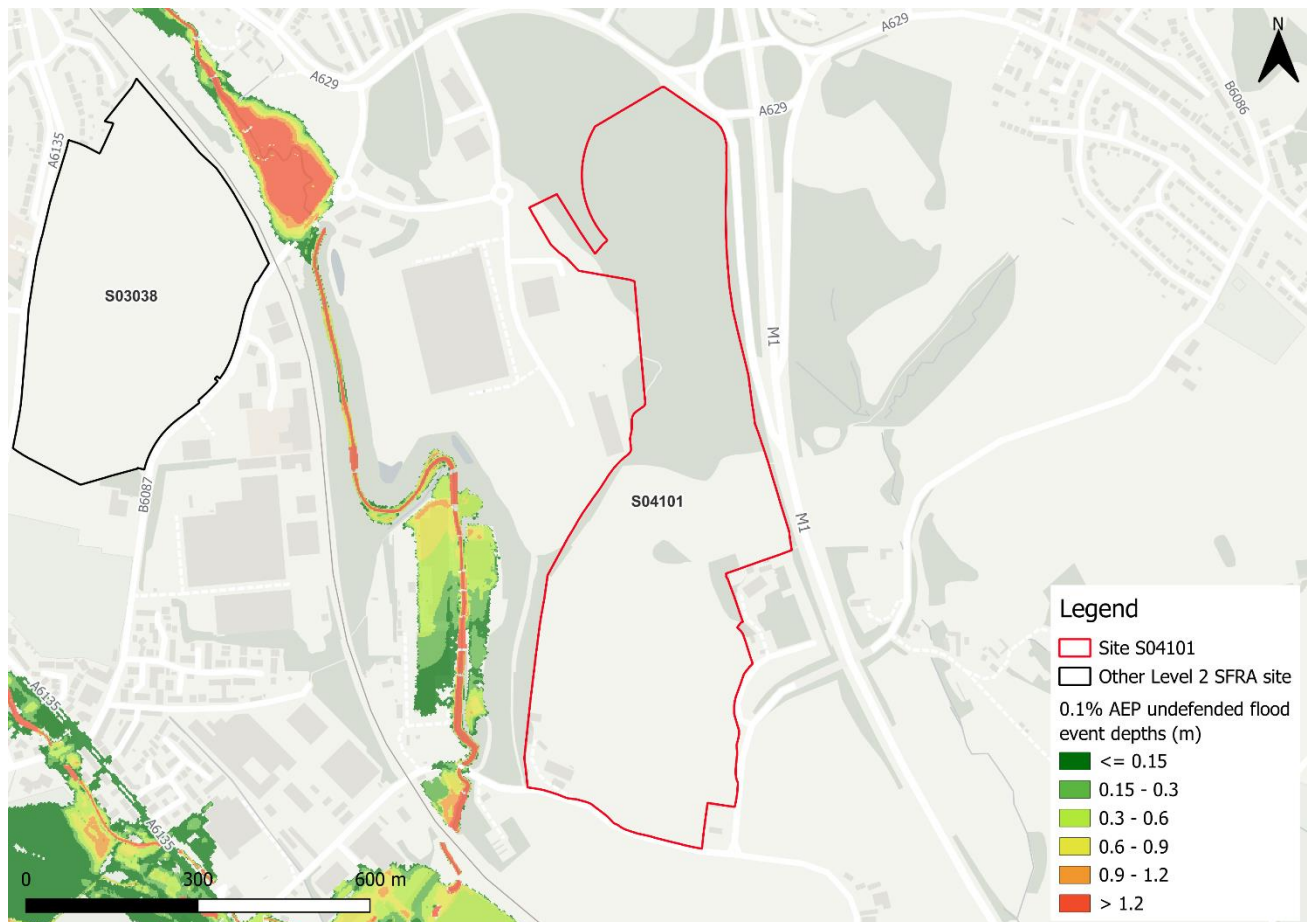 N
A629
A629
A629
B6086
A6135
S03038
M1
S04101
B6087
M1
A6135
A6135
0 300 600 m
Legend
Site S04101
Other Level 2 SFRA site
0.1% AEP undefended flood
event depths (m)
<= 0.15
0.15 - 0.3
0.3 - 0.6
0.6 - 0.9
0.9 - 1.2
> 1.2